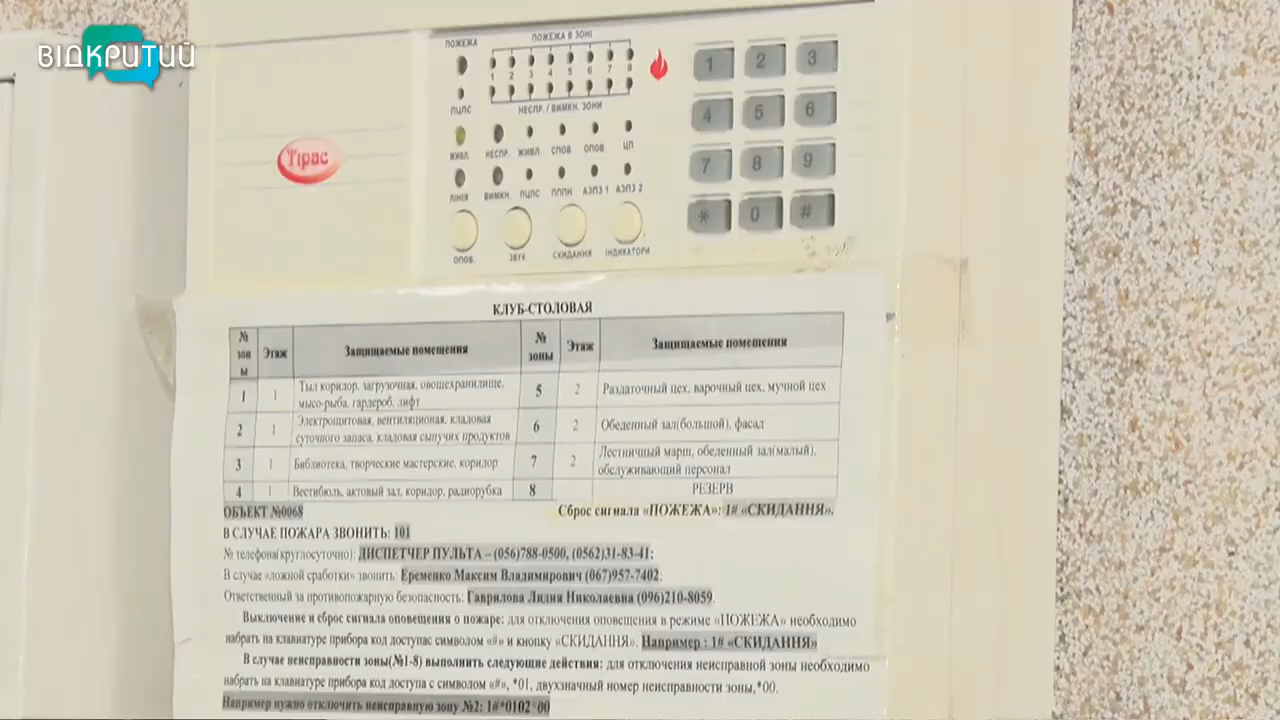 ВІДКРИТИЙ
ПОЖЕЖА
ПОЖЕЖА В ЗОНІ
1 2 3 4 5 6 7 8
ПЦПС
НЕСПР. / ВИМКН. ЗОНИ
ЖИВЛ. НЕСПР. ЖИВЛ. СПОВ. ОПОВ. ЦП
ЛІНІЯ ВИМКН. ПЦПС ПППН АЗПЗ 1 АЗПЗ 2
ОПОВ. ЗВУК СКИДАННЯ ІНДИКАТОРИ
Тірас
1 2 3
4 5 6
7 8 9
* 0 #
КЛУБ-СТОЛОВАЯ
№ зон ы Этаж Защищаемые помещения № зоны Этаж Защищаемые помещения
1 1 Тыл коридор, загрузочная, овощехранилище, мысо-рыба, гардероб, лифт 5 2 Раздаточный цех, варочный цех, мучной цех
2 1 Электрощитовая, вентиляционая, кладовая суточного запаса, кладовая сыпучих продуктов 6 2 Обеденный зал(большой), фасад
3 1 Библиотека, творческие мастерские, коридор 7 2 Лестничный марш, обеденный зал(малый), обслуживающий персонал
4 1 Вестибюль, актовый зал, коридор, радиорубка 8 РЕЗЕРВ
ОБЪЕКТ №0068 Сброс сигнала «ПОЖЕЖА»: 1# «СКИДАННЯ».
В СЛУЧАЕ ПОЖАРА ЗВОНИТЬ: 101
№ телефона(круглосуточно): ДИСПЕТЧЕР ПУЛЬТА – (056)788-0500, (0562)31-83-41;
В случае «ложной сработки» звонить: Еременко Максим Владимирович (067)957-7402;
Ответственный за противопожарную безопасность: Гаврилова Лидия Николаевна (096)210-8059.
Выключение и сброс сигнала оповещения о пожаре: для отключения оповещения в режиме «ПОЖЕЖА» необходимо
набрать на клавиатуре прибора код доступас символом «#» и кнопку «СКИДАННЯ». Например : 1# «СКИДАННЯ»
В случае неисправности зоны(№1-8) выполнить следующие действия: для отключения неисправной зоны необходимо
набрать на клавиатуре прибора код доступа с символом «#», *01, двухзначный номер неисправности зоны,*00.
Например нужно отключить неисправную зону №2: 1#*0102*00